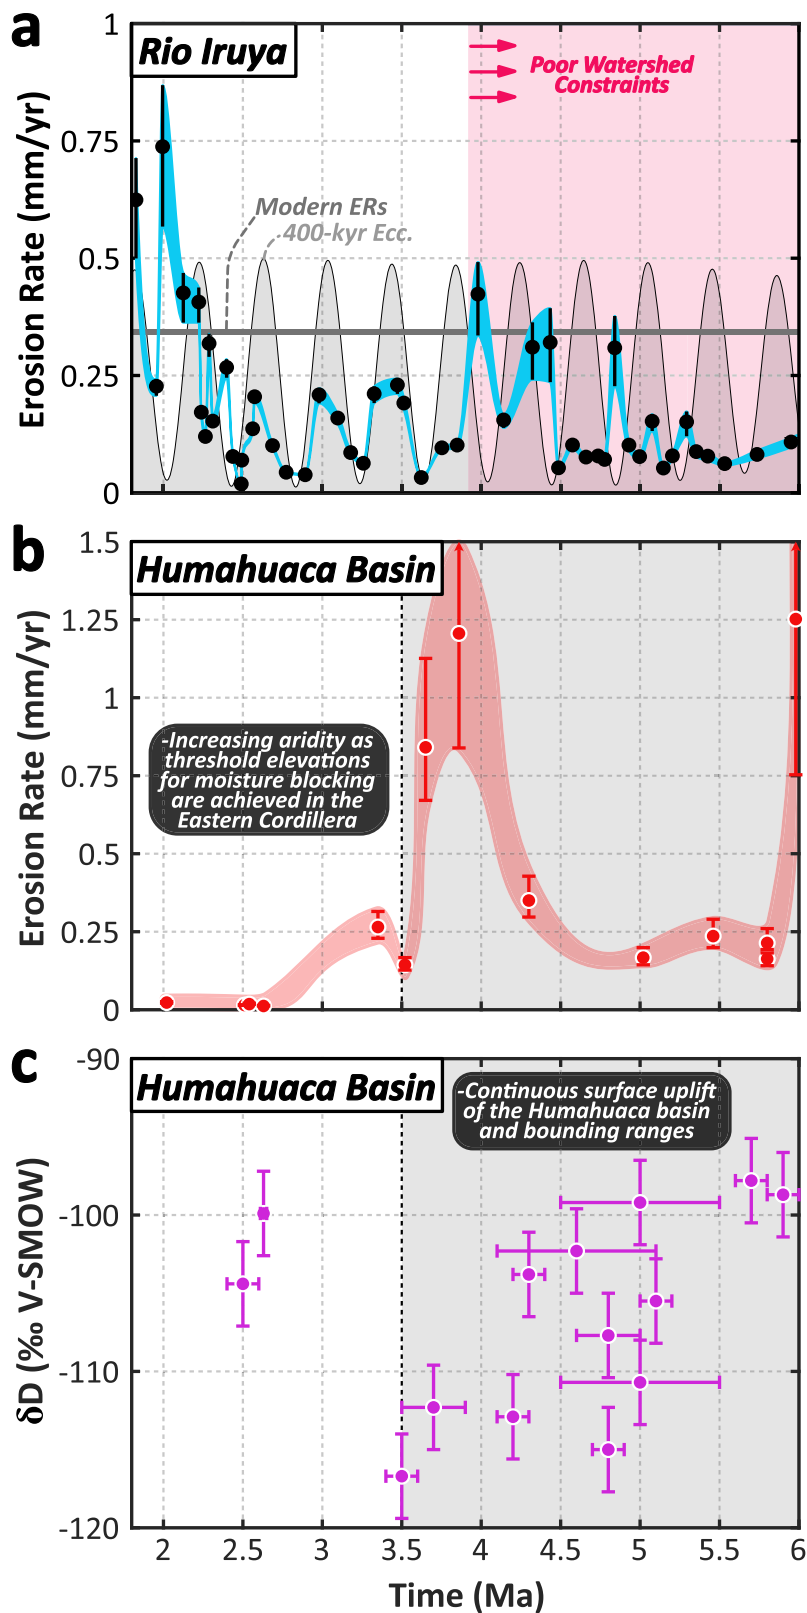 a
Rio Iruya
Poor Watershed
Constraints
Modern ERs
400-kyr Ecc.
Erosion Rate (mm/yr)
1
0.75
0.5
0.25
0
b
Humahuaca Basin
-Increasing aridity as
threshold elevations
for moisture blocking
are achieved in the
Eastern Cordillera
Erosion Rate (mm/yr)
1.5
1.25
1
0.75
0.5
0.25
0
c
Humahuaca Basin
-Continuous surface uplift
of the Humahuaca basin
and bounding ranges
δD (‰ V-SMOW)
-90
-100
-110
-120
2 2.5 3 3.5 4 4.5 5 5.5 6
Time (Ma)